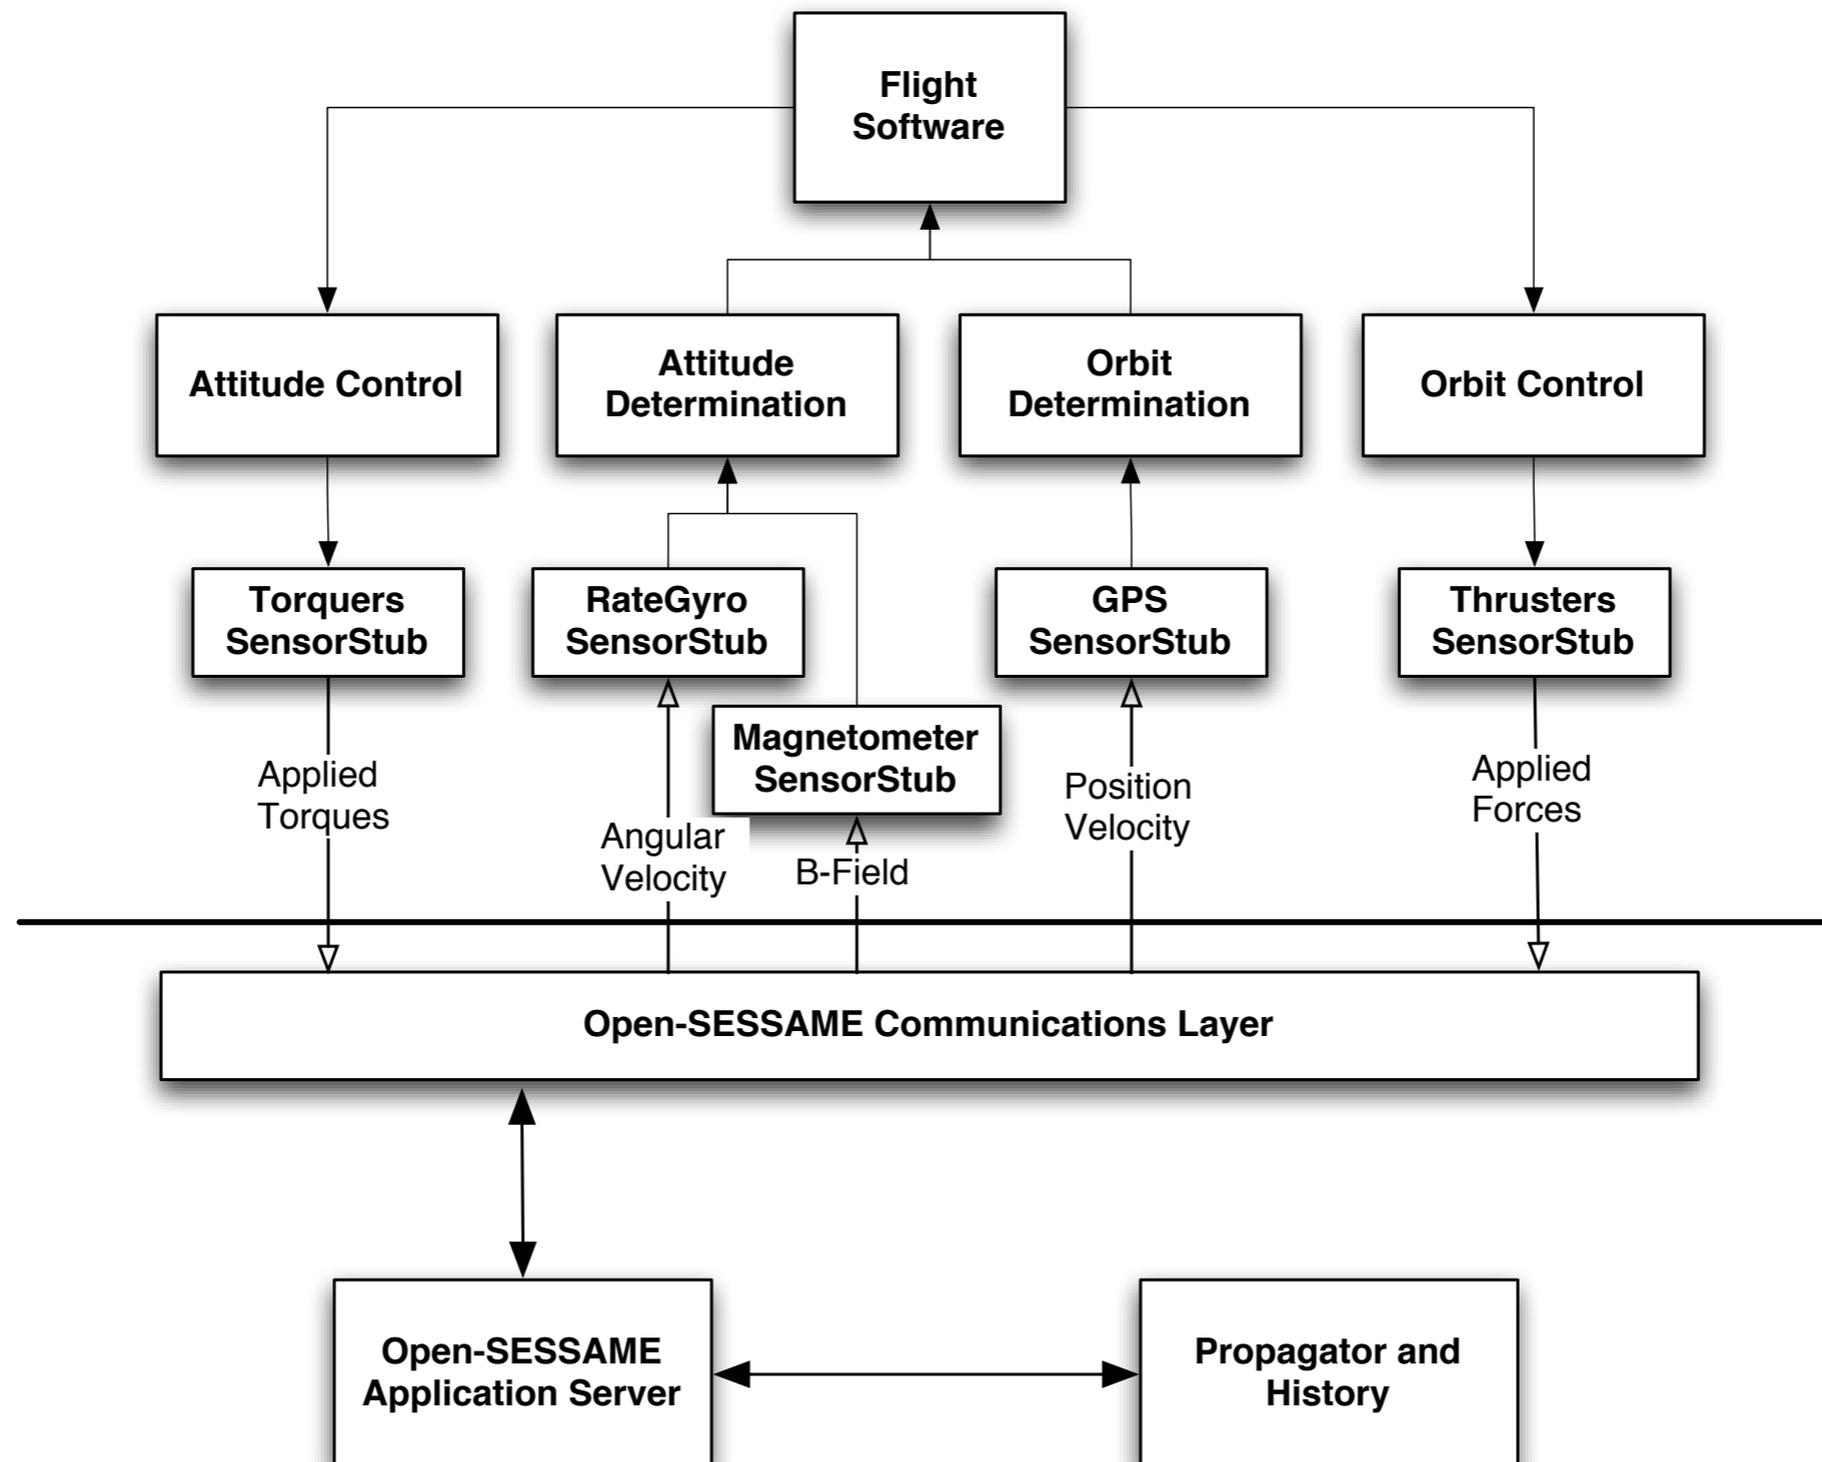 Flight
Software
Attitude Control
Attitude
Determination
Orbit
Determination
Orbit Control
Torquers
SensorStub
RateGyro
SensorStub
GPS
SensorStub
Thrusters
SensorStub
Magnetometer
SensorStub
Applied
Torques
Angular
Velocity
B-Field
Position
Velocity
Applied
Forces
Open-SESSAME Communications Layer
Open-SESSAME
Application Server
Propagator and
History